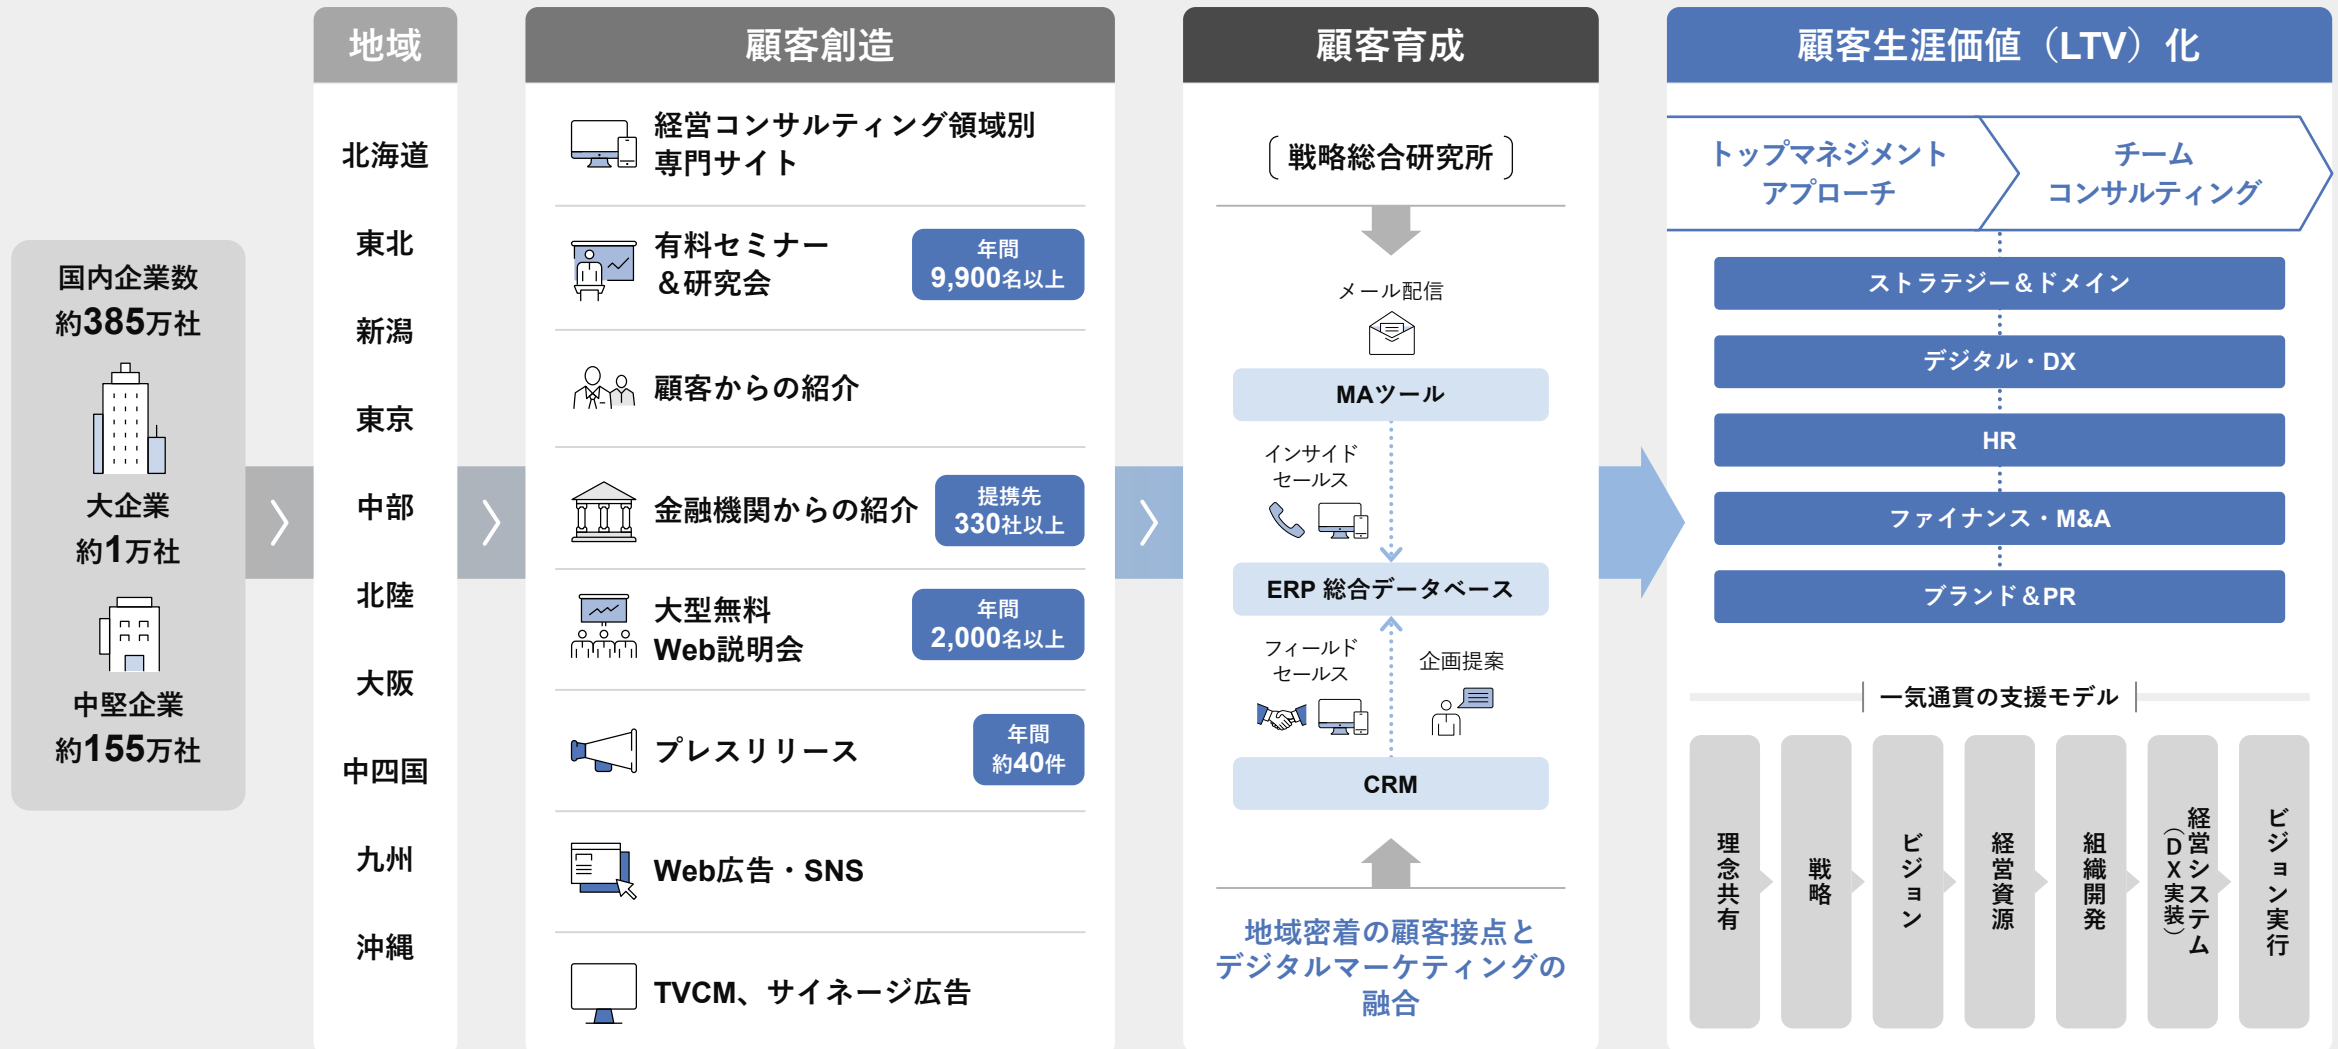 国内企業数
約385万社
大企業
約1万社
中堅企業
約155万社
地域
北海道
東北
新潟
東京
中部
北陸
大阪
中四国
九州
沖縄
顧客創造
経営コンサルティング領域別
専門サイト
有料セミナー
＆研究会
年間
9,900名以上
顧客からの紹介
金融機関からの紹介
提携先
330社以上
大型無料
Web説明会
年間
2,000名以上
プレスリリース
年間
約40件
Web広告・SNS
TVCM、サイネージ広告
顧客育成
〔戦略総合研究所〕
メール配信
MAツール
インサイド
セールス
ERP 総合データベース
フィールド
セールス
企画提案
CRM
地域密着の顧客接点と
デジタルマーケティングの
融合
顧客生涯価値（LTV）化
トップマネジメント
アプローチ
チーム
コンサルティング
ストラテジー＆ドメイン
デジタル・DX
HR
ファイナンス・M&A
ブランド＆PR
一気通貫の支援モデル
理念共有
戦略
ビジョン
経営資源
組織開発
経営システム
（DX実装）
ビジョン実行